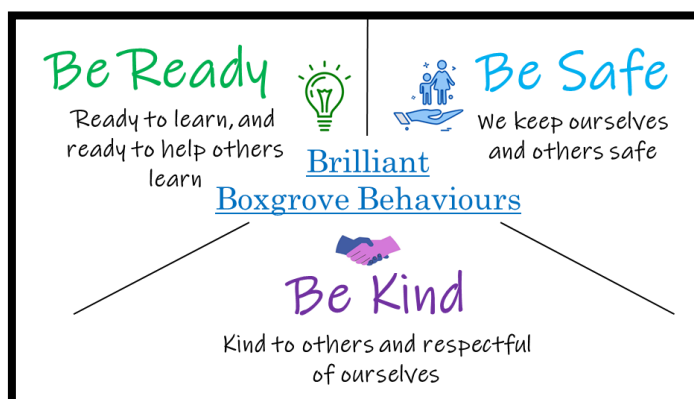 Be Ready
Ready to learn, and
ready to help others
learn
Be Safe
We keep ourselves
and others safe
Brilliant
Boxgrove Behaviours
Be Kind
Kind to others and respectful
of ourselves